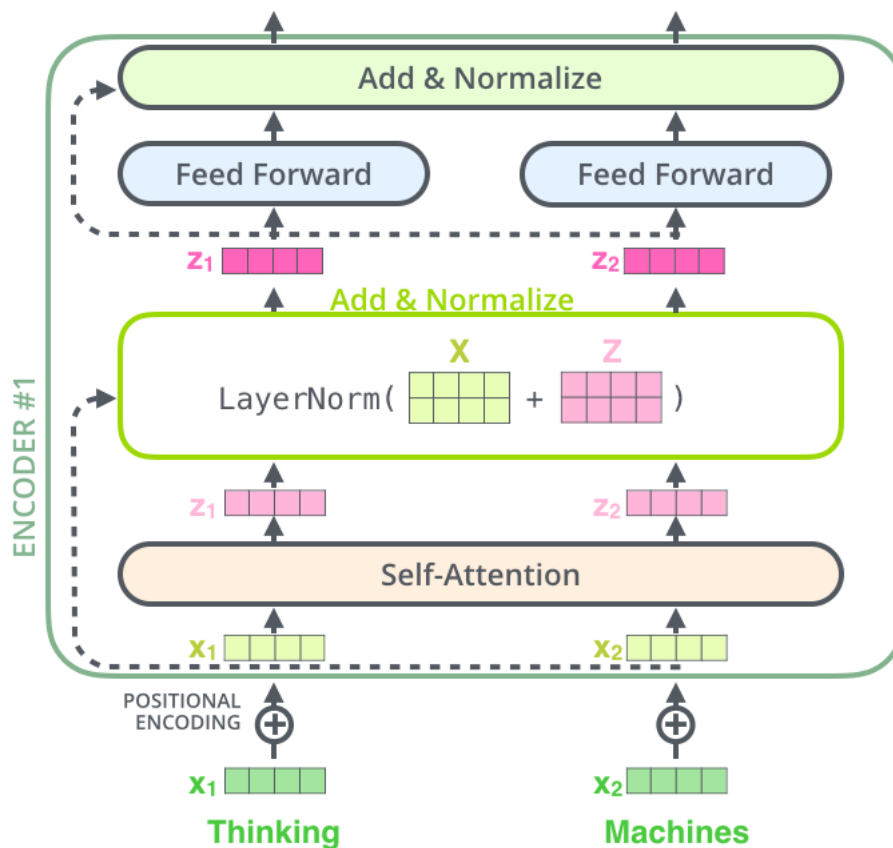 Add & Normalize
Feed Forward Feed Forward
z1 z2
Add & Normalize
X Z
LayerNorm( + )
ENCODER #1
z1 z2
Self-Attention
x1 x2
POSITIONAL
ENCODING
x1 x2
Thinking Machines